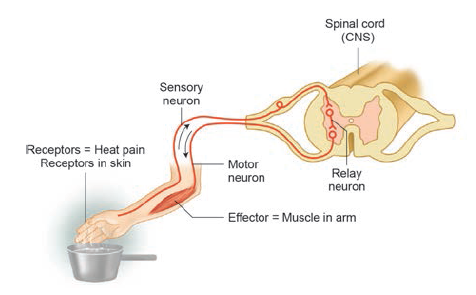 Spinal cord
(CNS)
Sensory
neuron
Receptors = Heat pain
Receptors in skin
Motor
neuron
Relay
neuron
Effector = Muscle in arm